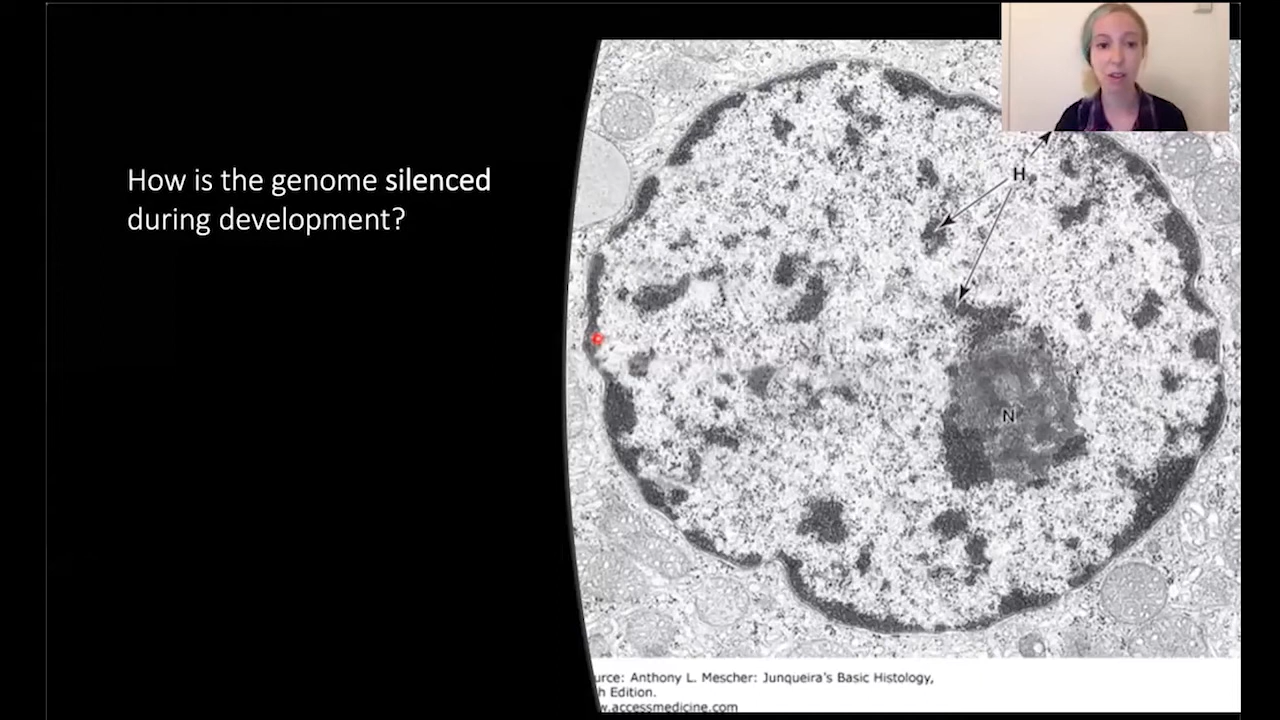 How is the genome silenced
during development?
H
N
urce: Anthony L. Mescher: Junqueira's Basic Histology,
h Edition.
w.accessmedicine.com